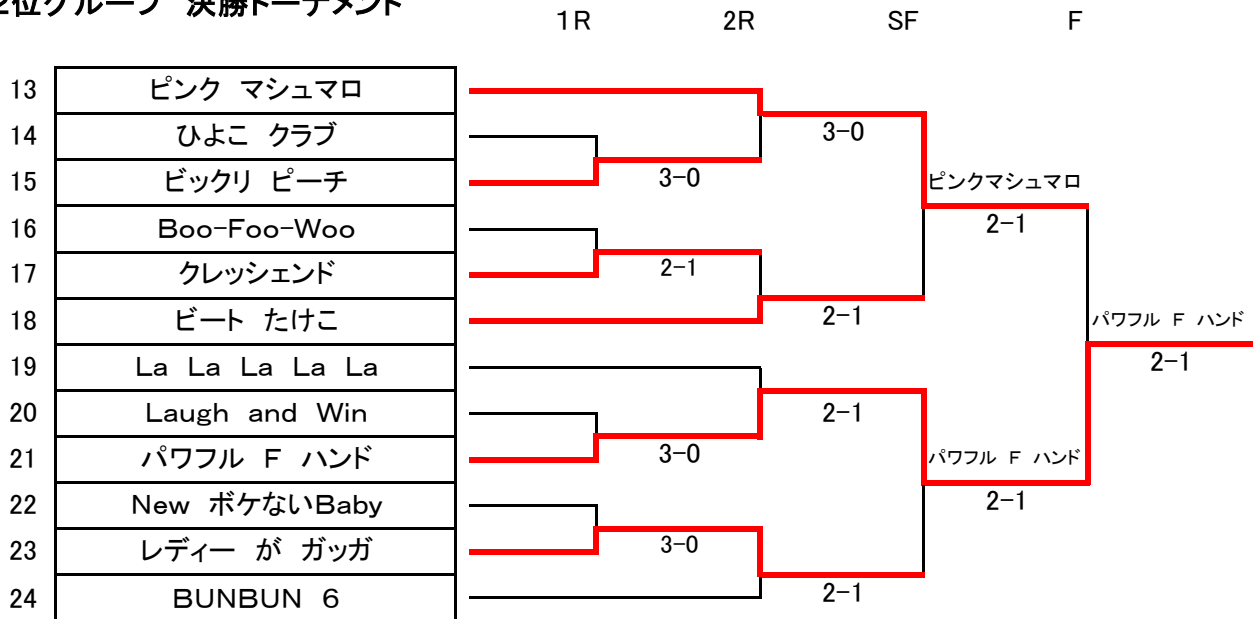 2位グループ 決勝トーナメント
1R 2R SF F
13 ピンク マシュマロ
14 ひよこ クラブ
3-0
15 ビックリ ピーチ
3-0
ピンクマシュマロ
16 Boo-Foo-Woo
2-1
17 クレッシェンド
2-1
18 ビート たけこ
2-1
パワフル F ハンド
19 La La La La La
2-1
20 Laugh and Win
2-1
21 パワフル F ハンド
3-0
パワフル F ハンド
22 New ボケないBaby
2-1
23 レディー が ガッガ
3-0
24 BUNBUN 6
2-1